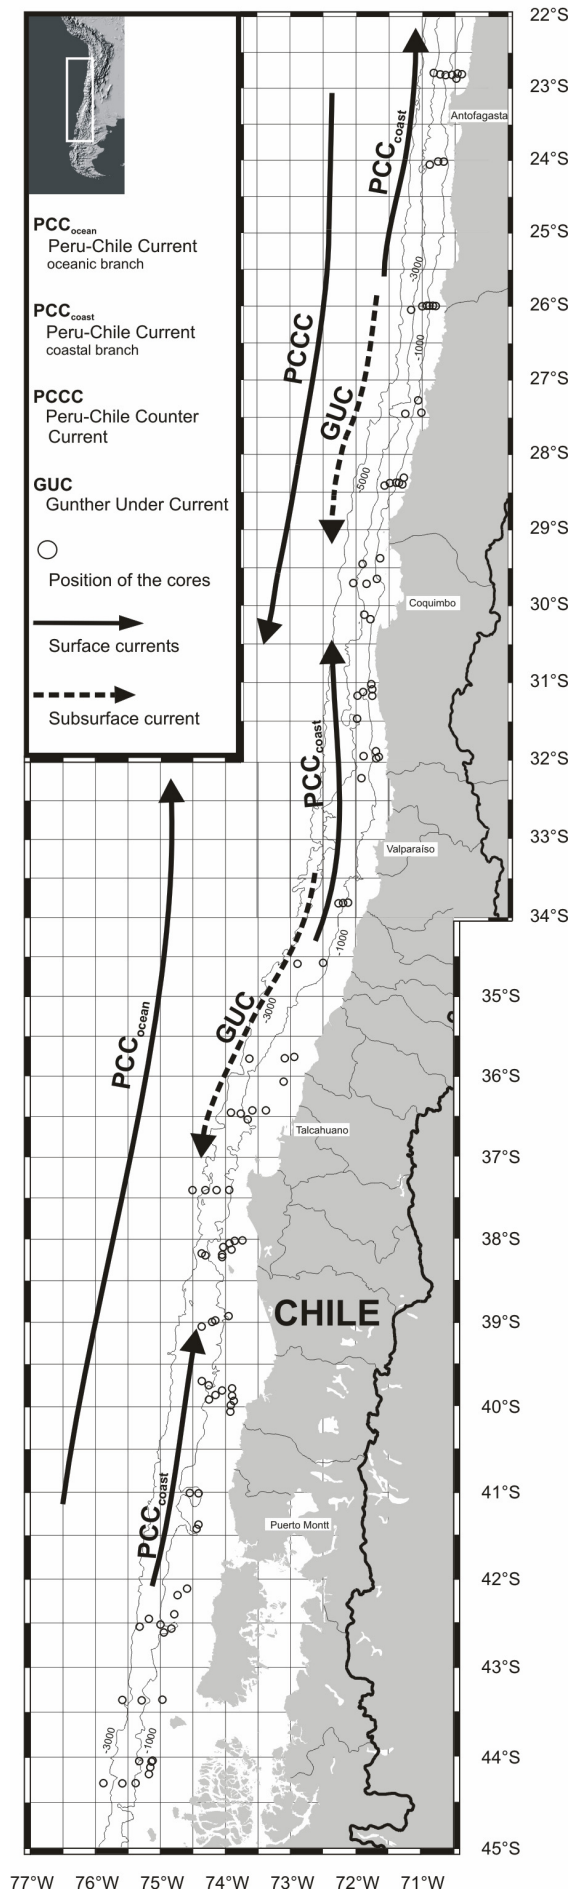 PCCocean
Peru-Chile Current
oceanic branch
PCCcoast
Peru-Chile Current
coastal branch
PCCC
Peru-Chile Counter
Current
GUC
Gunther Under Current
Position of the cores
Surface currents
Subsurface current
22°S
23°S
24°S
25°S
26°S
27°S
28°S
29°S
30°S
31°S
32°S
33°S
34°S
35°S
36°S
37°S
38°S
39°S
40°S
41°S
42°S
43°S
44°S
45°S
PCCcoast
Antofagasta
-3000
PCCC
-1000
GUC
-5000
Coquimbo
PCCcoast
Valparaíso
-1000
PCCocean
GUC
-3000
Talcahuano
CHILE
PCCcoast
Puerto Montt
-3000
-1000
77°W 76°W 75°W 74°W 73°W 72°W 71°W